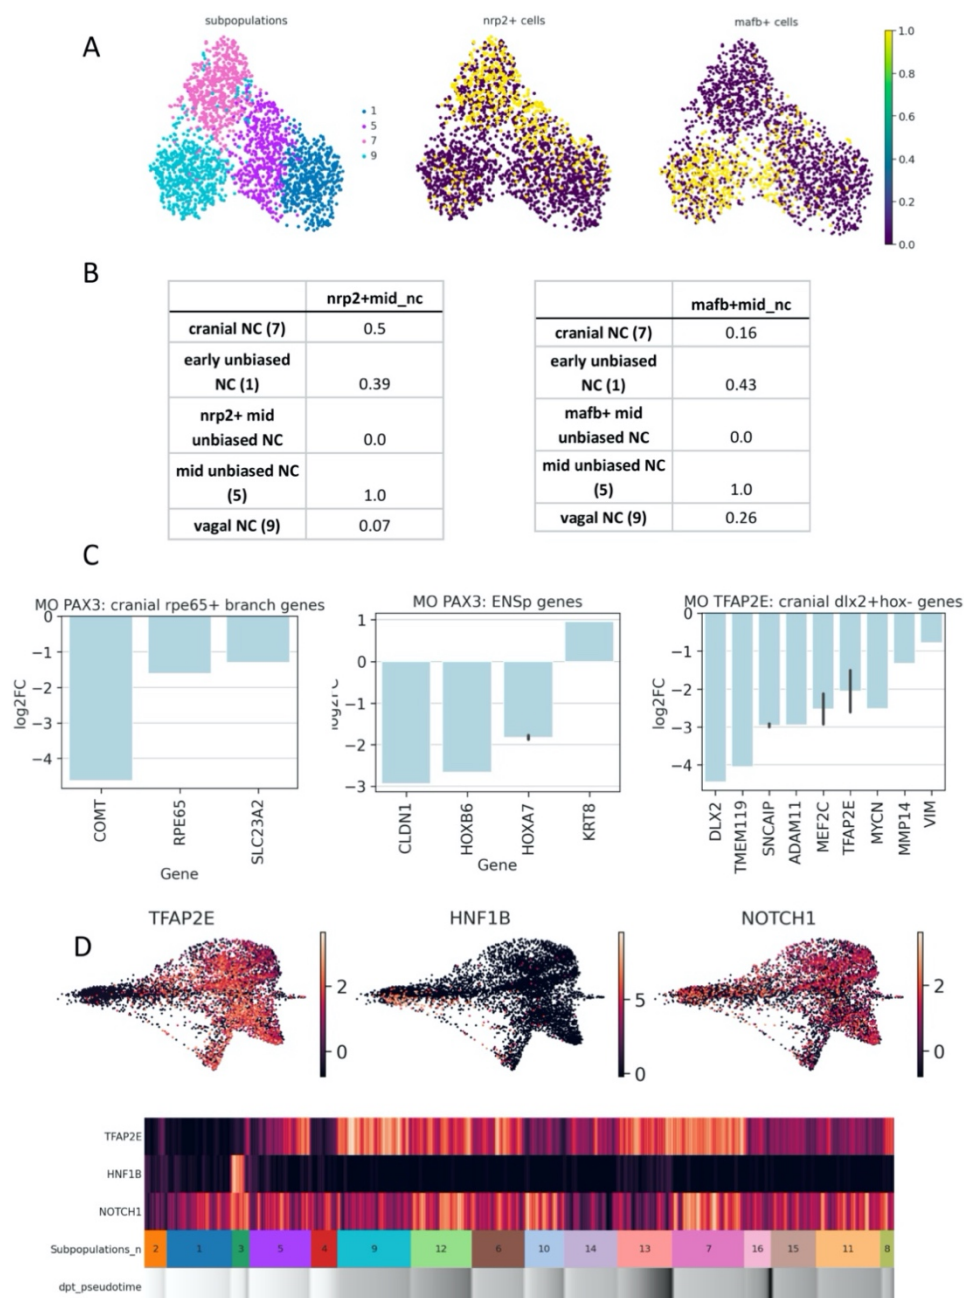 A
subpopulations
nrp2+ cells
mafb+ cells
1
5
7
9
1.0
0.8
0.6
0.4
0.2
0.0
B
nrp2+mid_nc
cranial NC (7) 0.5
early unbiased
NC (1) 0.39
nrp2+ mid
unbiased NC 0.0
mid unbiased NC
(5) 1.0
vagal NC (9) 0.07
mafb+mid_nc
cranial NC (7) 0.16
early unbiased
NC (1) 0.43
mafb+ mid
unbiased NC 0.0
mid unbiased NC
(5) 1.0
vagal NC (9) 0.26
C
MO PAX3: cranial rpe65+ branch genes
0
−1
−2
−3
−4
log2FC
COMT
RPE65
SLC23A2
Gene
MO PAX3: ENSp genes
1
0
−1
−2
−3
CLDN1
HOXB6
HOXA7
KRT8
Gene
MO TFAP2E: cranial dlx2+hox- genes
0
−1
−2
−3
−4
log2FC
DLX2
TMEM119
SNCAIP
ADAM11
MEF2C
TFAP2E
MYCN
MMP14
VIM
D
TFAP2E
2
0
HNF1B
5
0
NOTCH1
2
0
TFAP2E
HNF1B
NOTCH1
Subpopulations_n 2 1 3 5 4 9 12 6 10 14 13 7 16 15 11 8
dpt_pseudotime